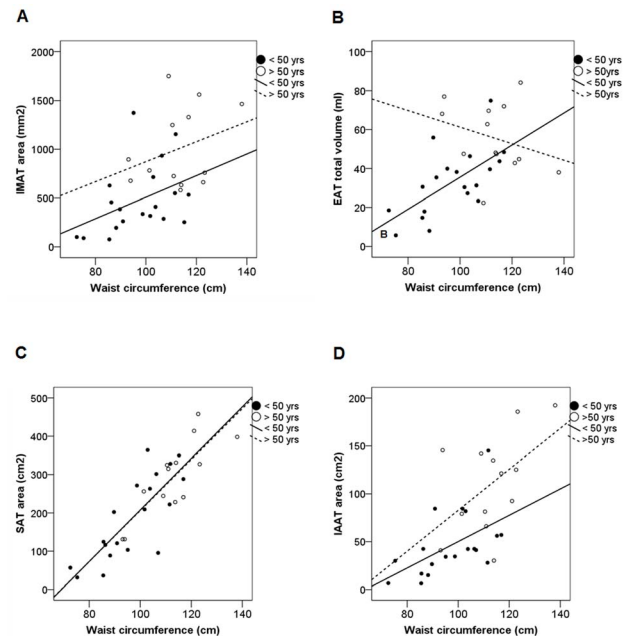 A
2000
1500
1000
500
0
IMAT area (mm2)
80 100 120 140
Waist circumference (cm)
< 50 yrs
> 50yrs
< 50 yrs
> 50 yrs
B
100
80
60
40
20
0
EAT total volume (ml)
B
80 100 120 140
Waist circumference (cm)
< 50 yrs
> 50 yrs
< 50 yrs
> 50yrs
C
500
400
300
200
100
0
SAT area (cm2)
80 100 120 140
Waist circumference (cm)
< 50 yrs
> 50 yrs
< 50 yrs
> 50 yrs
D
200
150
100
50
0
IAAT area (cm2)
80 100 120 140
Waist circumference (cm)
< 50 yrs
>50 yrs
< 50 yrs
>50 yrs